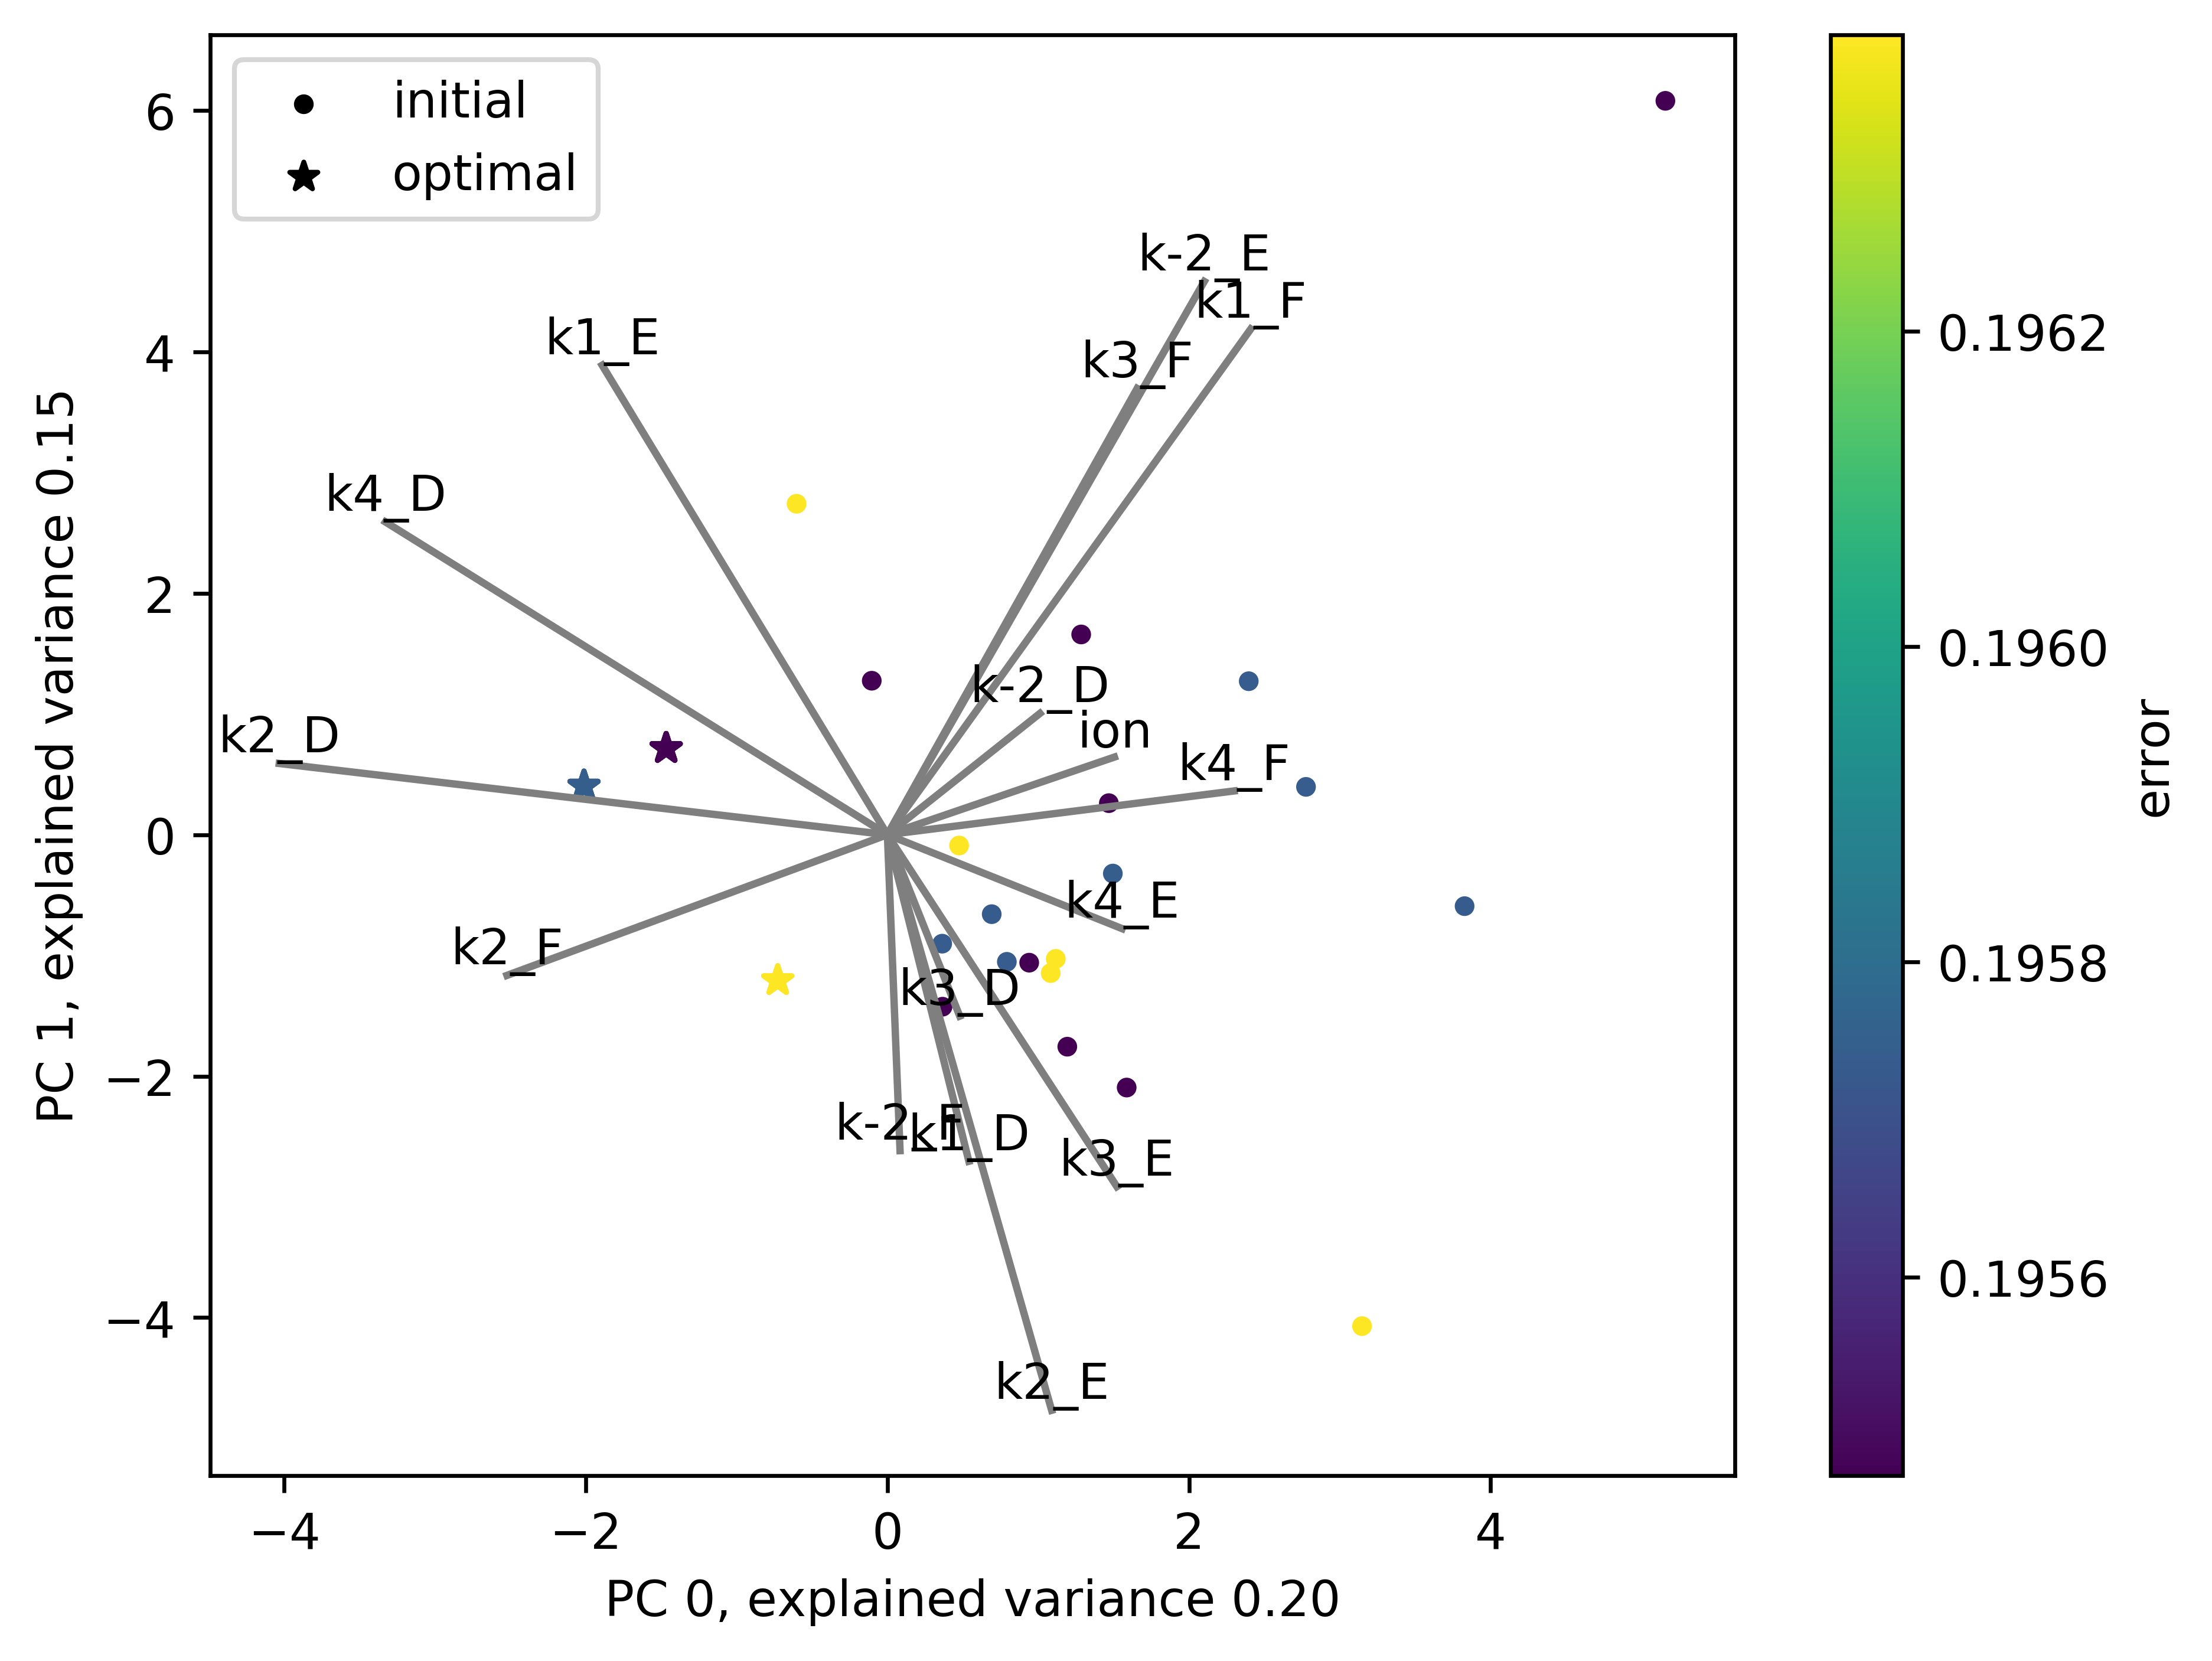 initial
optimal
6
4
2
0
−2
−4
PC 1, explained variance 0.15
k-2_E
k1_F
k3_F
k1_E
k4_D
k-2_D
ion
k2_D
k4_F
k4_E
k2_F
k3_D
k-2_F
k1_D
k3_E
k2_E
−4
−2
0
2
4
PC 0, explained variance 0.20
0.1962
0.1960
0.1958
0.1956
error